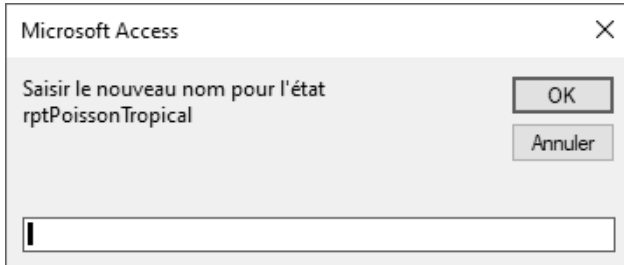 Microsoft Access
Saisir le nouveau nom pour l'état
rptPoissonTropical
OK
Annuler